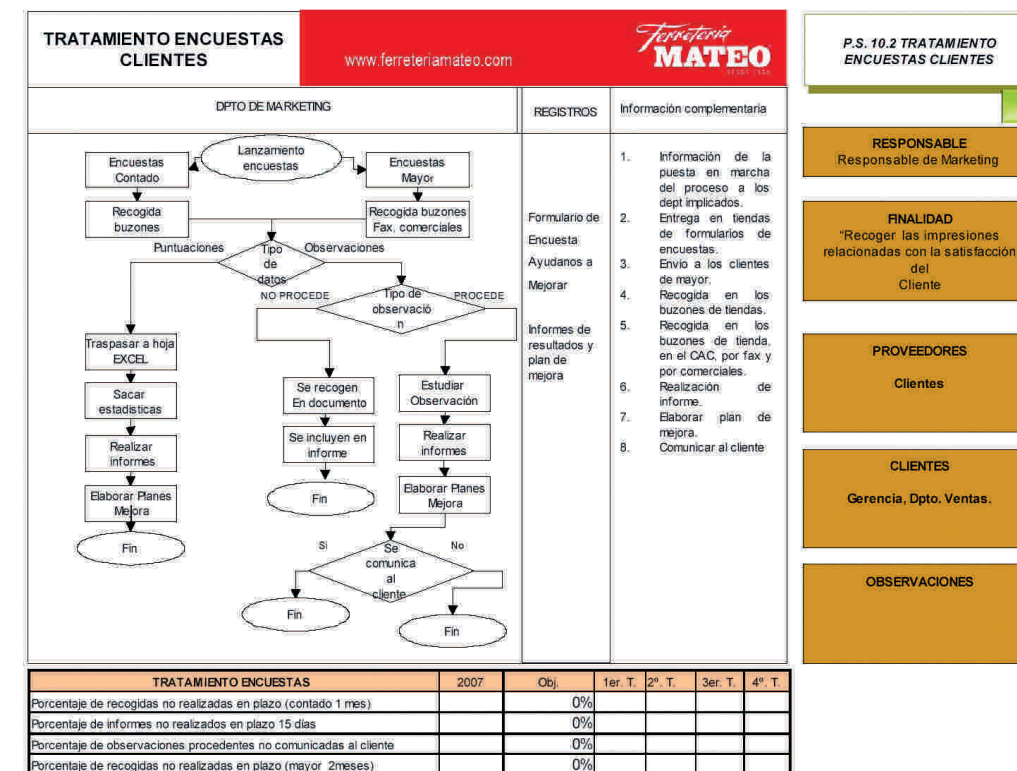 TRATAMIENTO ENCUESTAS
CLIENTES
www.ferreteriamateo.com
Ferretería
MATEO
P.S. 10.2 TRATAMIENTO
ENCUESTAS CLIENTES
DPTO DE MARKETING
REGISTROS
Información complementaria
Lanzamiento
encuestas
Encuestas
Contado
Encuestas
Mayor
Recogida
buzones
Recogida buzones
Fax, comerciales
Puntuaciones
Tipo
de
datos
Observaciones
NO PROCEDE
Tipo de
observació
n
PROCEDE
Traspasar a hoja
EXCEL
Sacar
estadísticas
Realizar
informes
Elaborar Planes
Mejora
Fin
Se recogen
En documento
Se incluyen en
informe
Fin
Estudiar
Observación
Realizar
informes
Elaborar Planes
Mejora
Si
Se
comunica
al
cliente
No
Fin
Fin
Formulario de
Encuesta
Ayudanos a
Mejorar
Informes de
resultados y
plan de
mejora
1. Información de la
puesta en marcha
del proceso a los
dept implicados.
2. Entrega en tiendas
de formularios de
encuestas.
3. Envio a los clientes
de mayor.
4. Recogida en los
buzones de tiendas.
5. Recogida en los
buzones de tienda,
en el CAC, por fax y
por comerciales.
6. Realización de
informe.
7. Elaborar plan de
mejora.
8. Comunicar al cliente
RESPONSABLE
Responsable de Marketing
FINALIDAD
"Recoger las impresiones
relacionadas con la satisfacción
del
Cliente
PROVEEDORES
Clientes
CLIENTES
Gerencia, Dpto. Ventas.
OBSERVACIONES
TRATAMIENTO ENCUESTAS 2007 Obj. 1er. T. 2º. T. 3er. T. 4º. T.
Porcentaje de recogidas no realizadas en plazo (contado 1 mes) 0%
Porcentaje de informes no realizados en plazo 15 días 0%
Porcentaje de observaciones procedentes no comunicadas al cliente 0%
Porcentaje de recogidas no realizadas en plazo (mayor 2meses) 0%